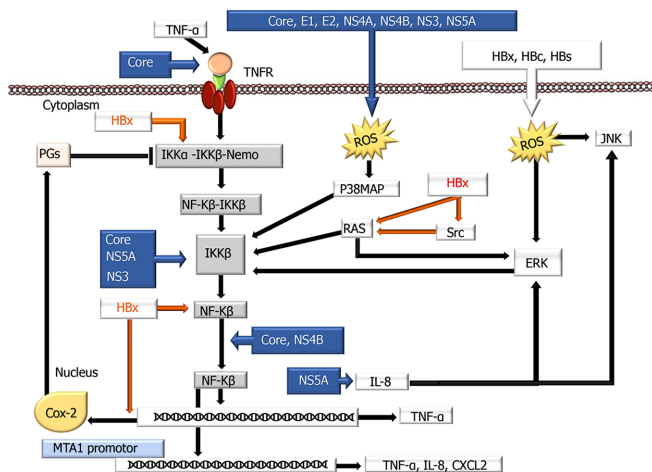 Core, E1, E2, NS4A, NS4B, NS3, NS5A
TNF-α
Core
TNFR
HBx, HBc, HBs
Cytoplasm
HBx
ROS
ROS
JNK
PGs
IKKα -IKKβ-Nemo
P38MAP
HBx
NF-Kβ-IKKβ
RAS
Src
Core
NS5A
NS3
IKKβ
ERK
HBx
NF-Kβ
Core, NS4B
Nucleus
NF-Kβ
NS5A
IL-8
Cox-2
TNF-α
MTA1 promotor
TNF-α, IL-8, CXCL2